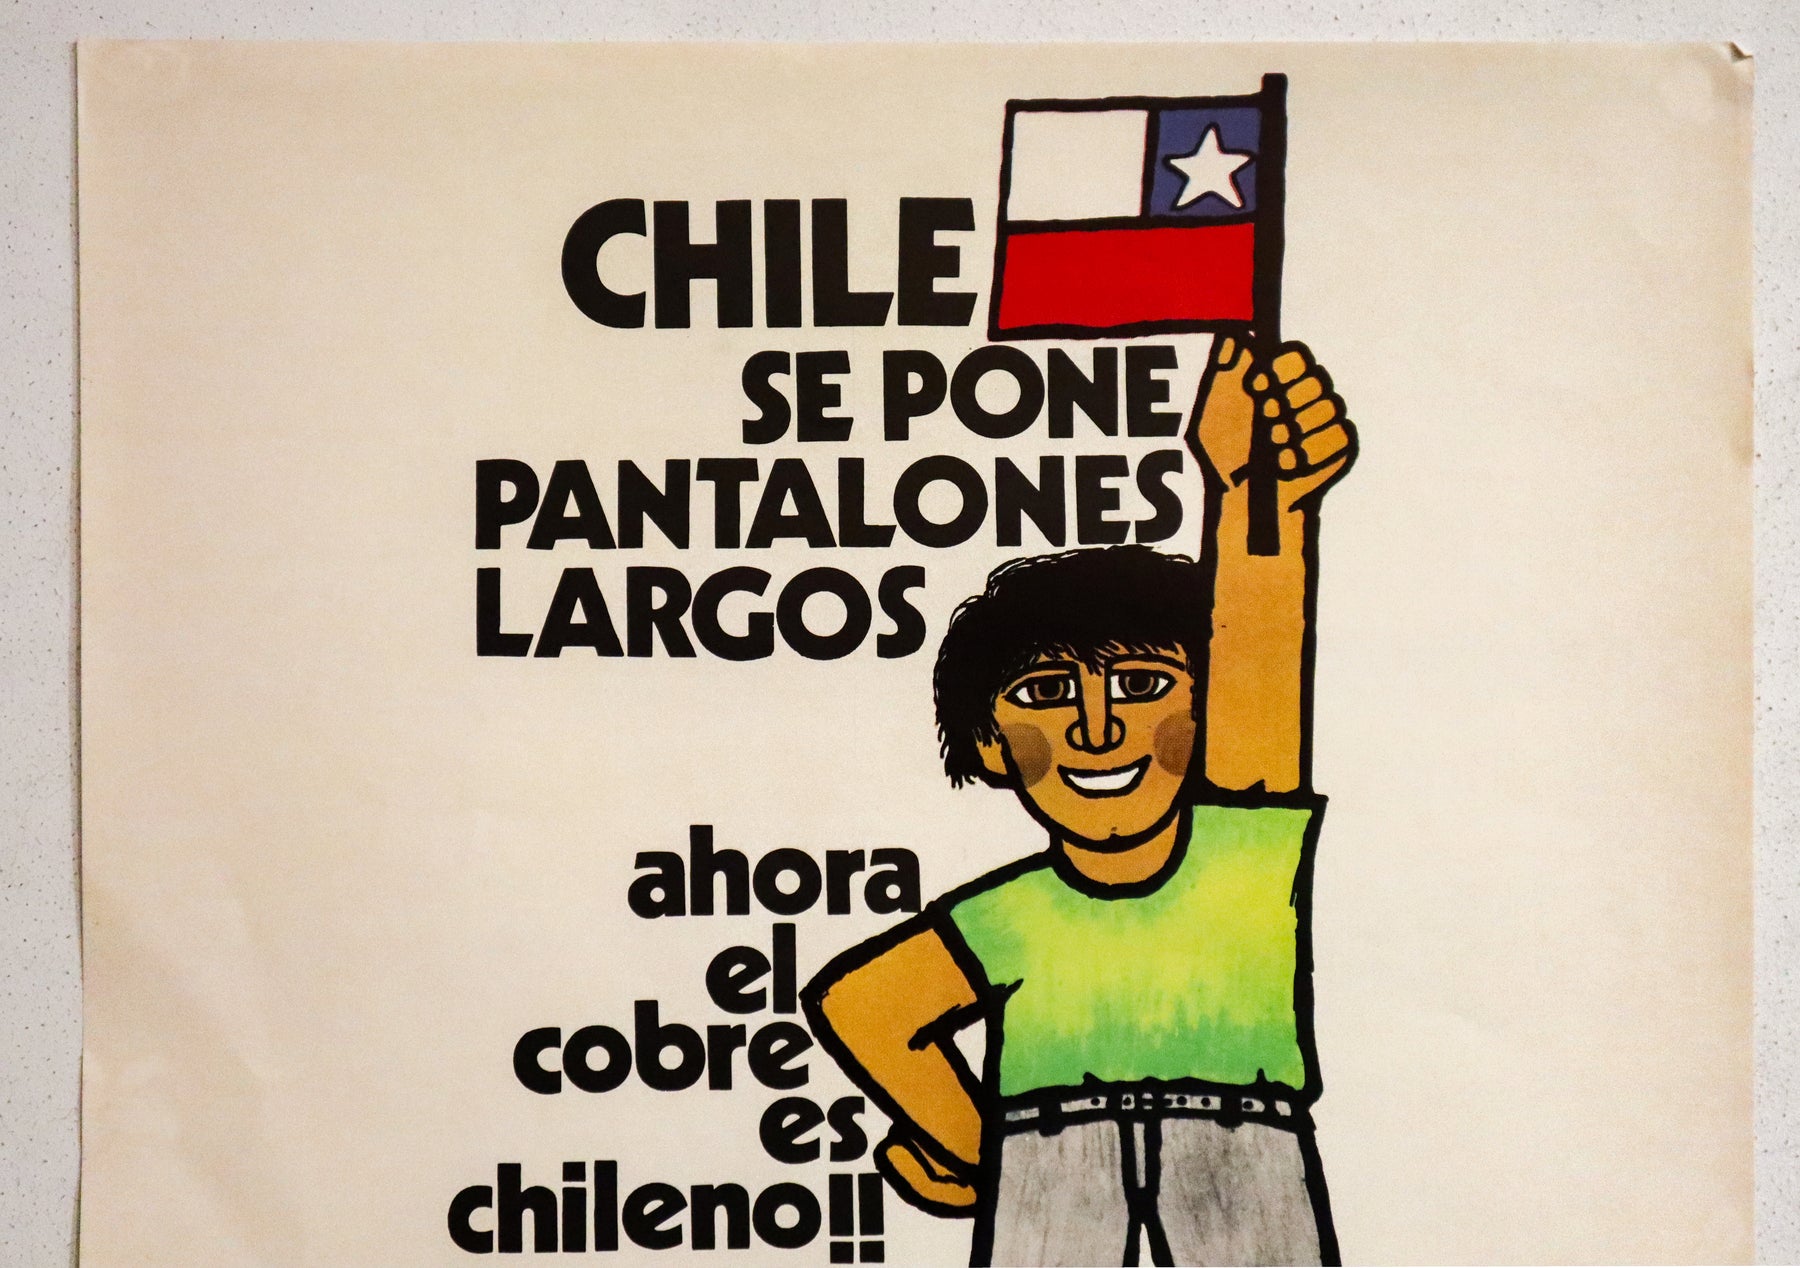 CHILE
SE PONE
PANTALONES
LARGOS
ahora
el
cobre
es
chileno!!